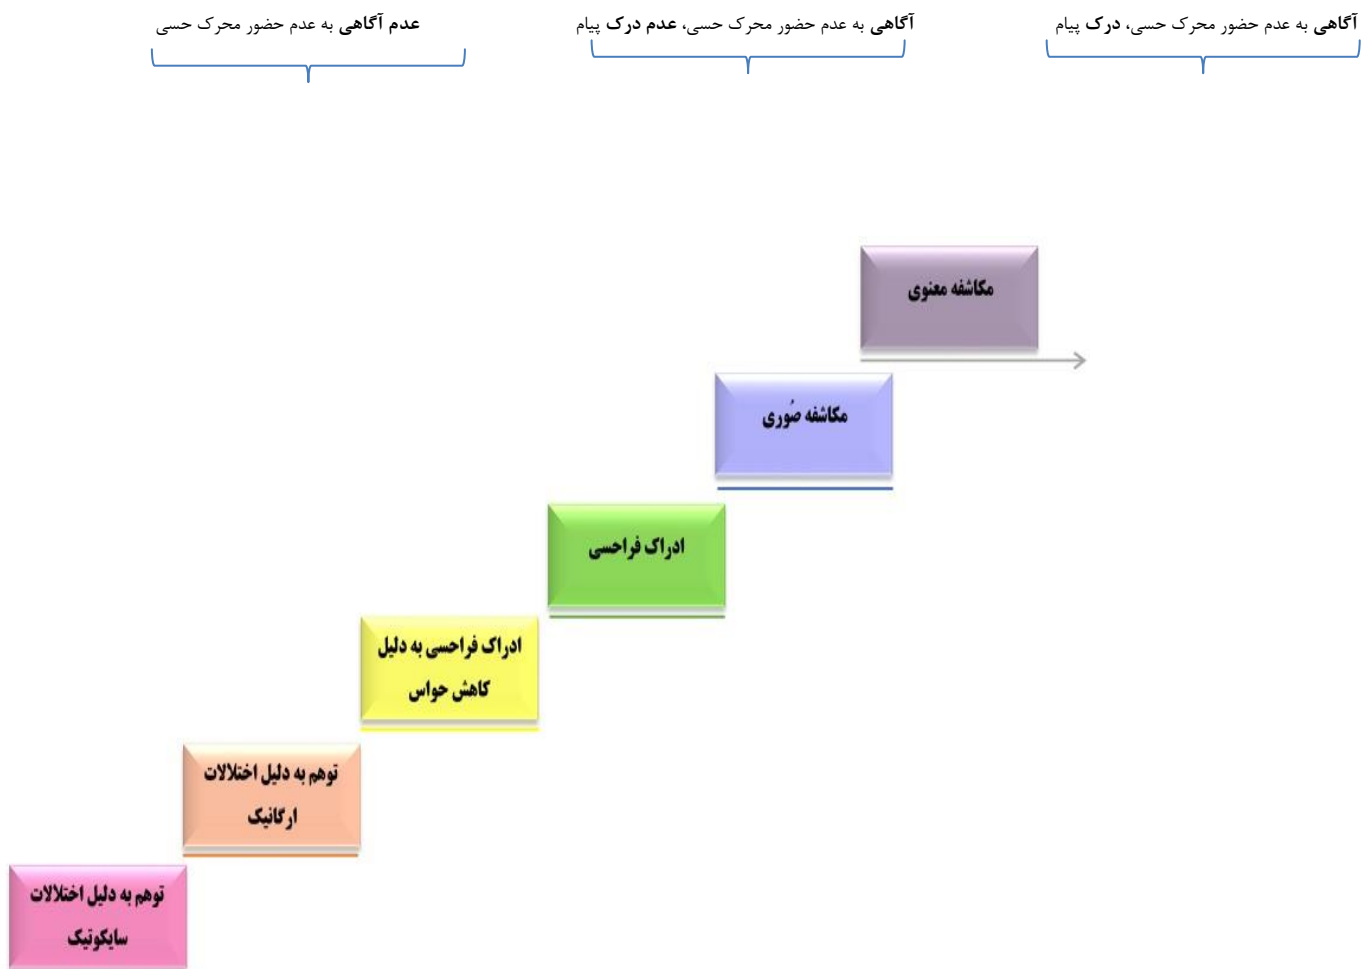 آگاهی به عدم حضور محرک حسی، درک پیام
آگاهی به عدم حضور محرک حسی، عدم درک پیام
عدم آگاهی به عدم حضور محرک حسی
مکاشفه معنوی
مکاشفه صُوری
ادراک فراحسی
ادراک فراحسی به دلیل
کاهش حواس
توهم به دلیل اختلالات
ارگانیک
توهم به دلیل اختلالات
سایکوتیک